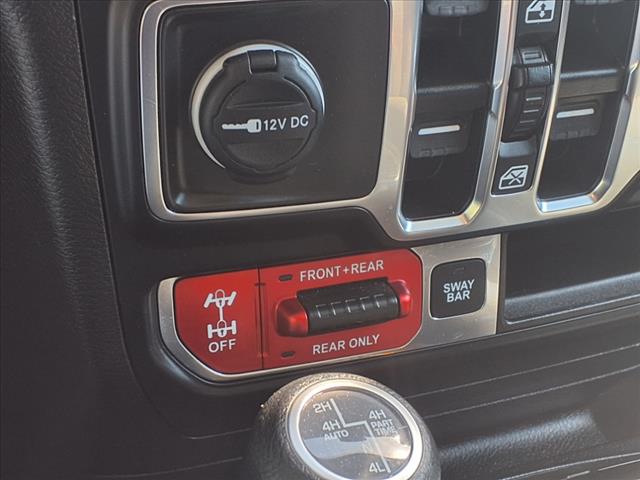 12V DC
FRONT+REAR
OFF
REAR ONLY
SWAY
BAR
2H
4H
AUTO
4H
PART
TIME
4L